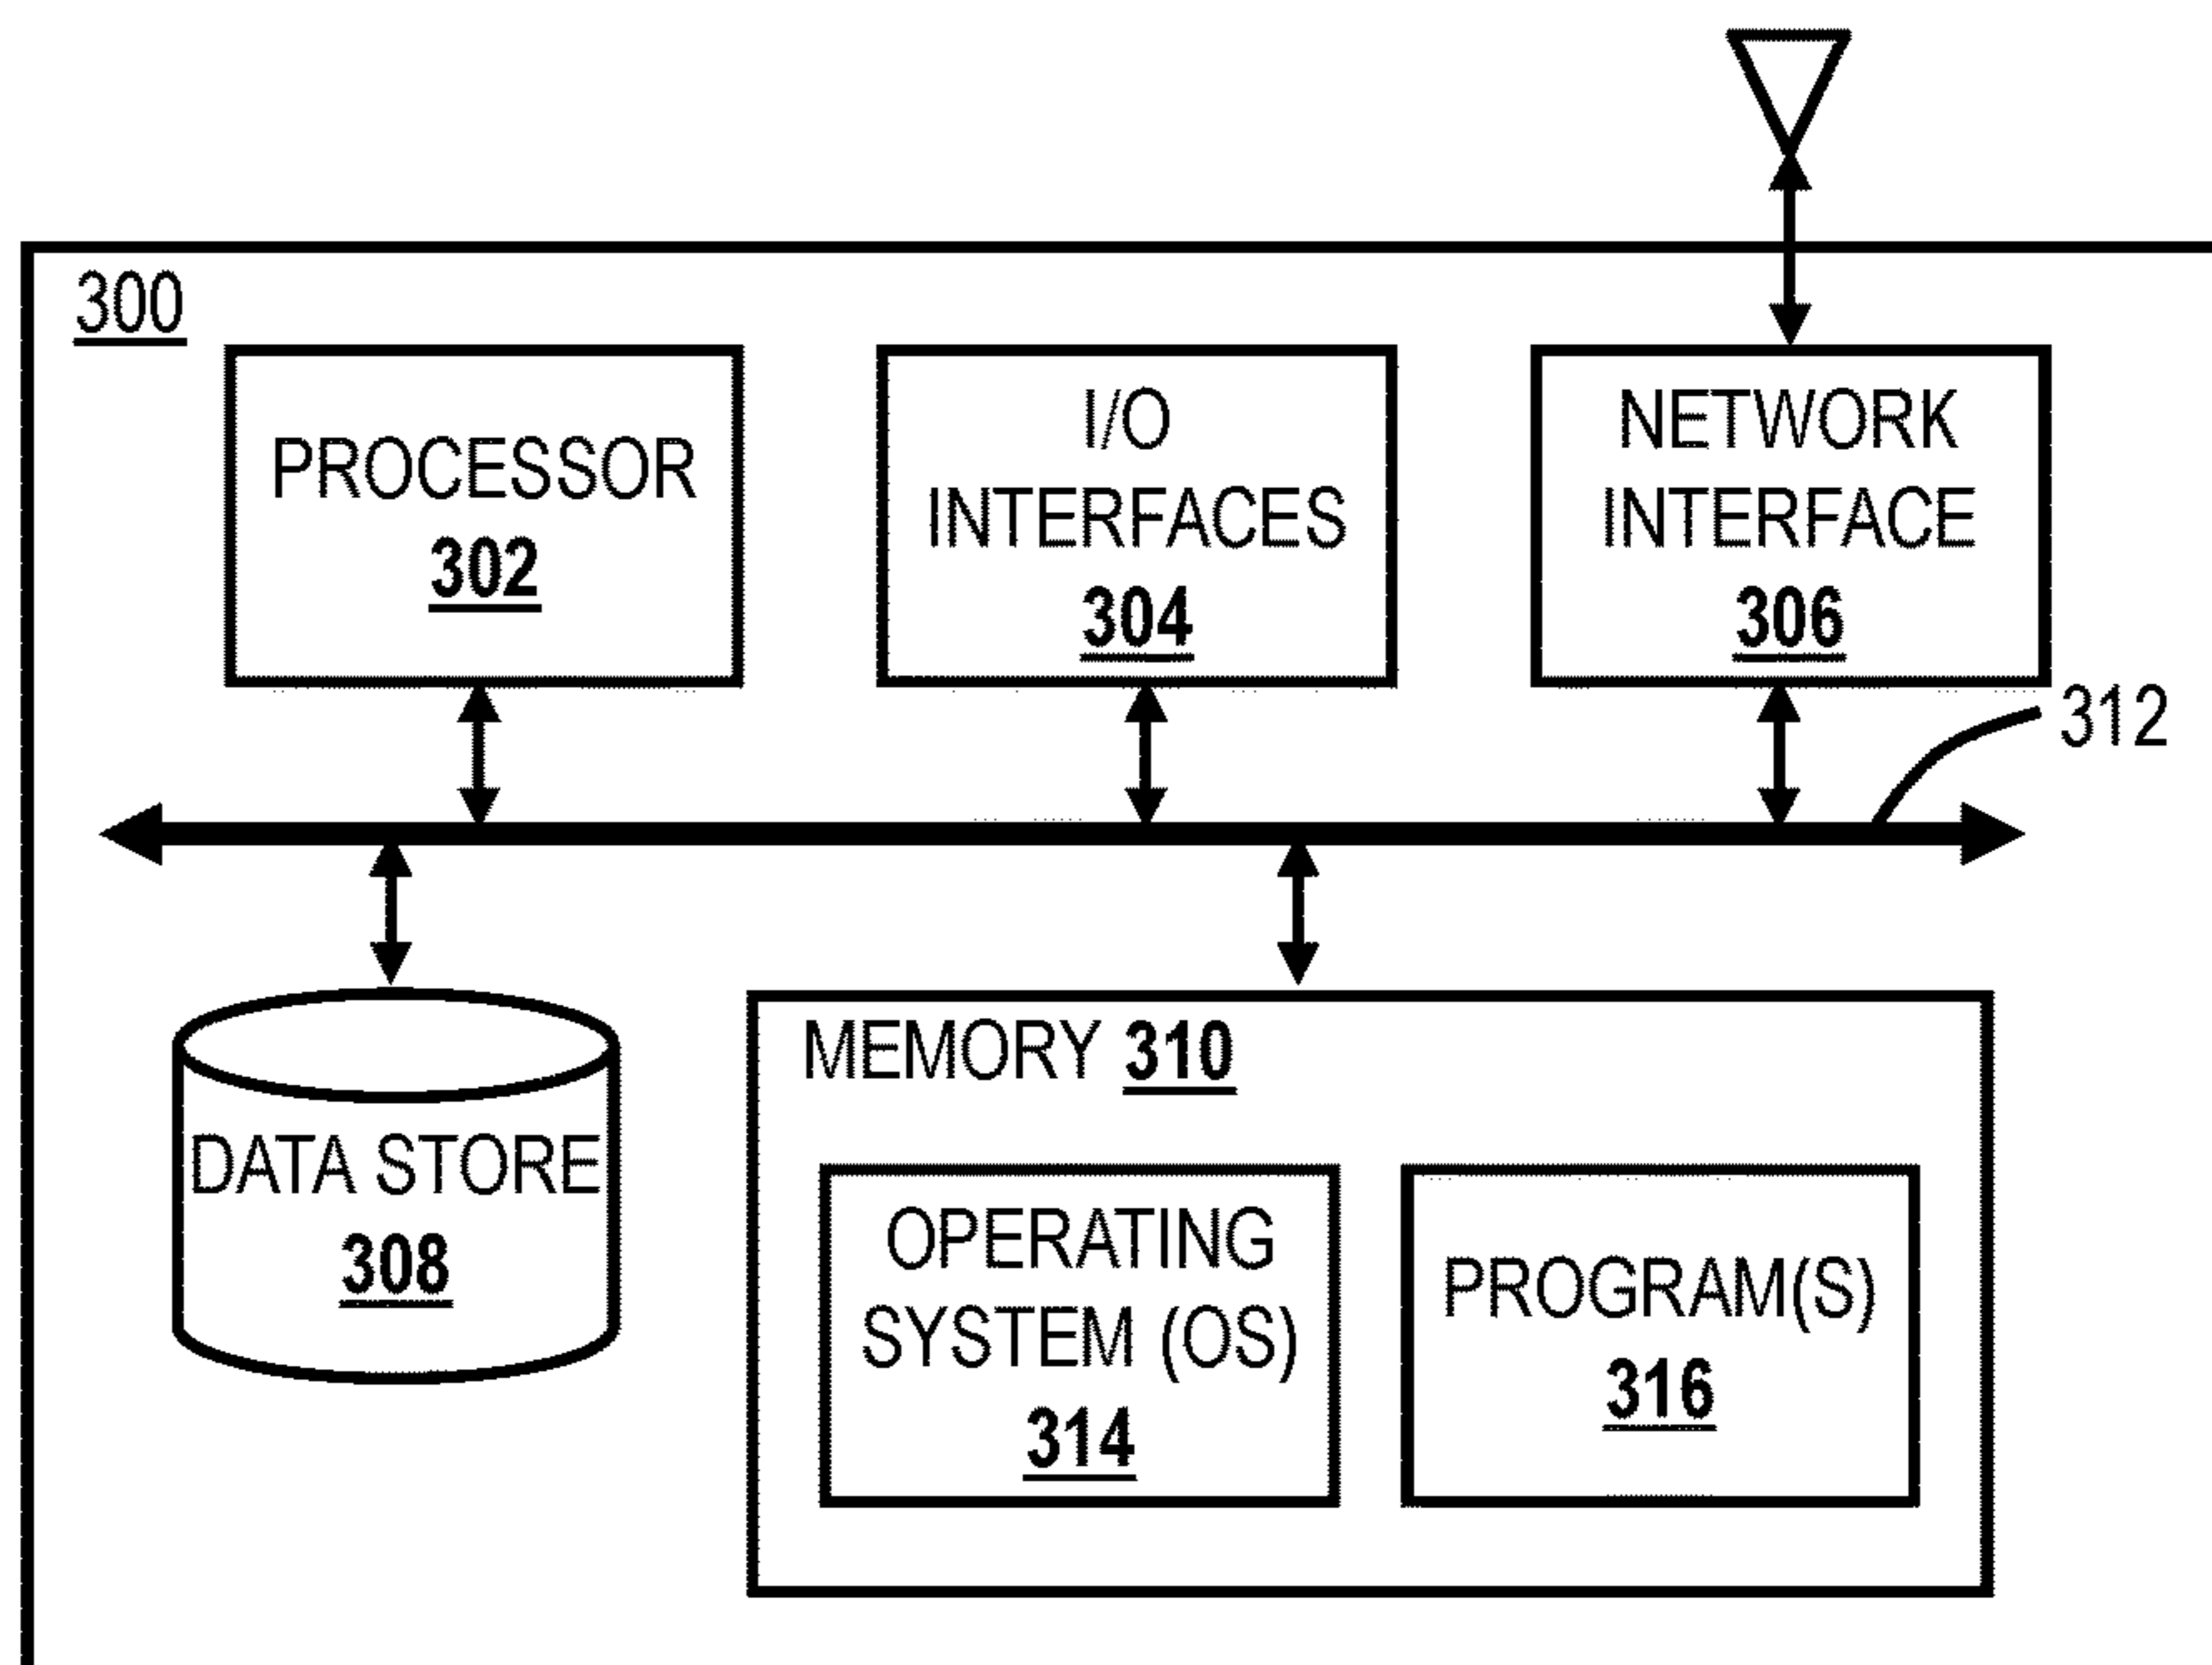 300
PROCESSOR
302
I/O
INTERFACES
304
NETWORK
INTERFACE
306
312
DATA STORE
308
MEMORY 310
OPERATING
SYSTEM (OS)
314
PROGRAM(S)
316